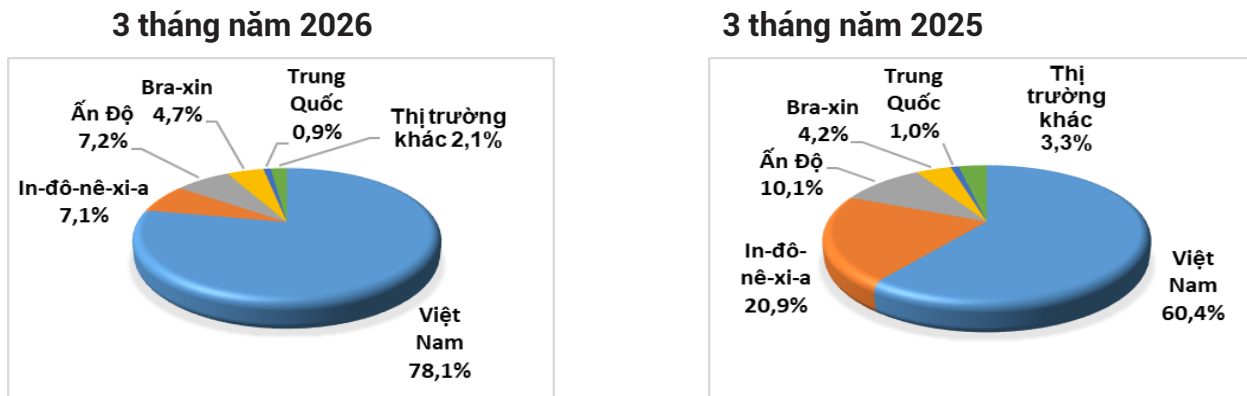 3 tháng năm 2026
Trung
Quốc
0,9%
Bra-xin
4,7%
Ấn Độ
7,2%
Thị trường
khác 2,1%
In-đô-nê-xi-a
7,1%
Việt
Nam
78,1%
3 tháng năm 2025
Thị
trường
khác
3,3%
Trung
Quốc
1,0%
Bra-xin
4,2%
Ấn Độ
10,1%
In-đô-
nê-xi-a
20,9%
Việt
Nam
60,4%